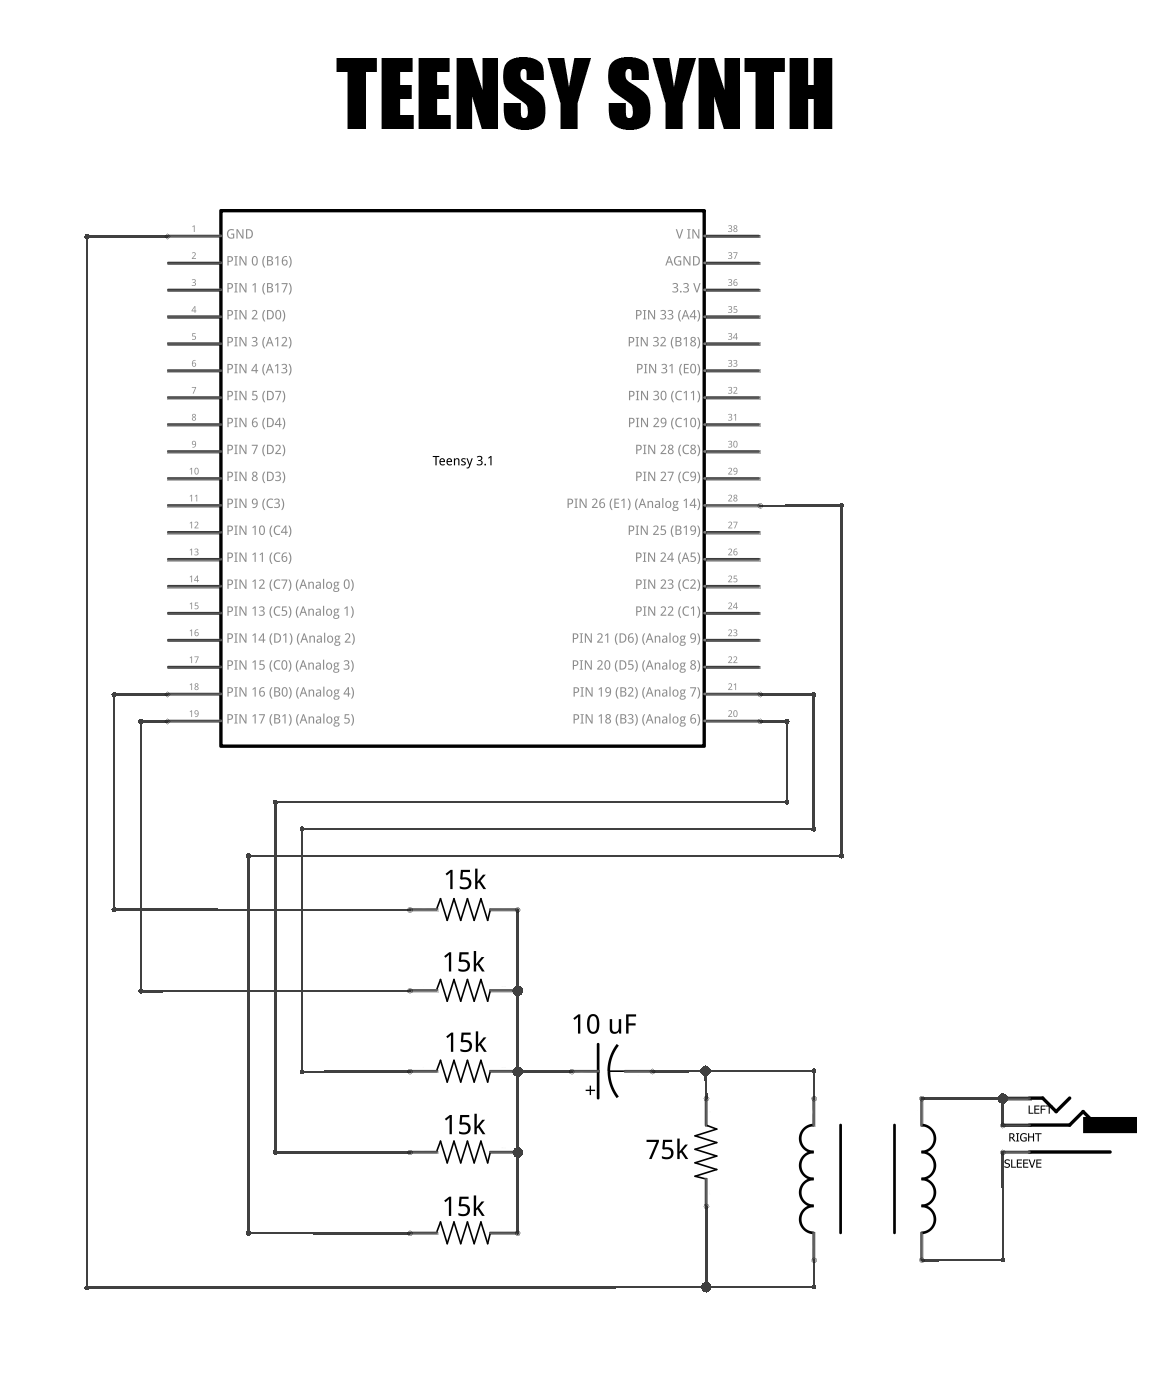 TEENSY SYNTH
1 GND
2 PIN 0 (B16)
3 PIN 1 (B17)
4 PIN 2 (D0)
5 PIN 3 (A12)
6 PIN 4 (A13)
7 PIN 5 (D7)
8 PIN 6 (D4)
9 PIN 7 (D2)
10 PIN 8 (D3)
11 PIN 9 (C3)
12 PIN 10 (C4)
13 PIN 11 (C6)
14 PIN 12 (C7) (Analog 0)
15 PIN 13 (C5) (Analog 1)
16 PIN 14 (D1) (Analog 2)
17 PIN 15 (C0) (Analog 3)
18 PIN 16 (B0) (Analog 4)
19 PIN 17 (B1) (Analog 5)
Teensy 3.1
V IN 38
AGND 37
3.3 V 36
PIN 33 (A4) 35
PIN 32 (B18) 34
PIN 31 (E0) 33
PIN 30 (C11) 32
PIN 29 (C10) 31
PIN 28 (C8) 30
PIN 27 (C9) 29
PIN 26 (E1) (Analog 14) 28
PIN 25 (B19) 27
PIN 24 (A5) 26
PIN 23 (C2) 25
PIN 22 (C1) 24
PIN 21 (D6) (Analog 9) 23
PIN 20 (D5) (Analog 8) 22
PIN 19 (B2) (Analog 7) 21
PIN 18 (B3) (Analog 6) 20
15k
15k
15k
15k
15k
10 uF
+
75k
LEFT
RIGHT
SLEEVE